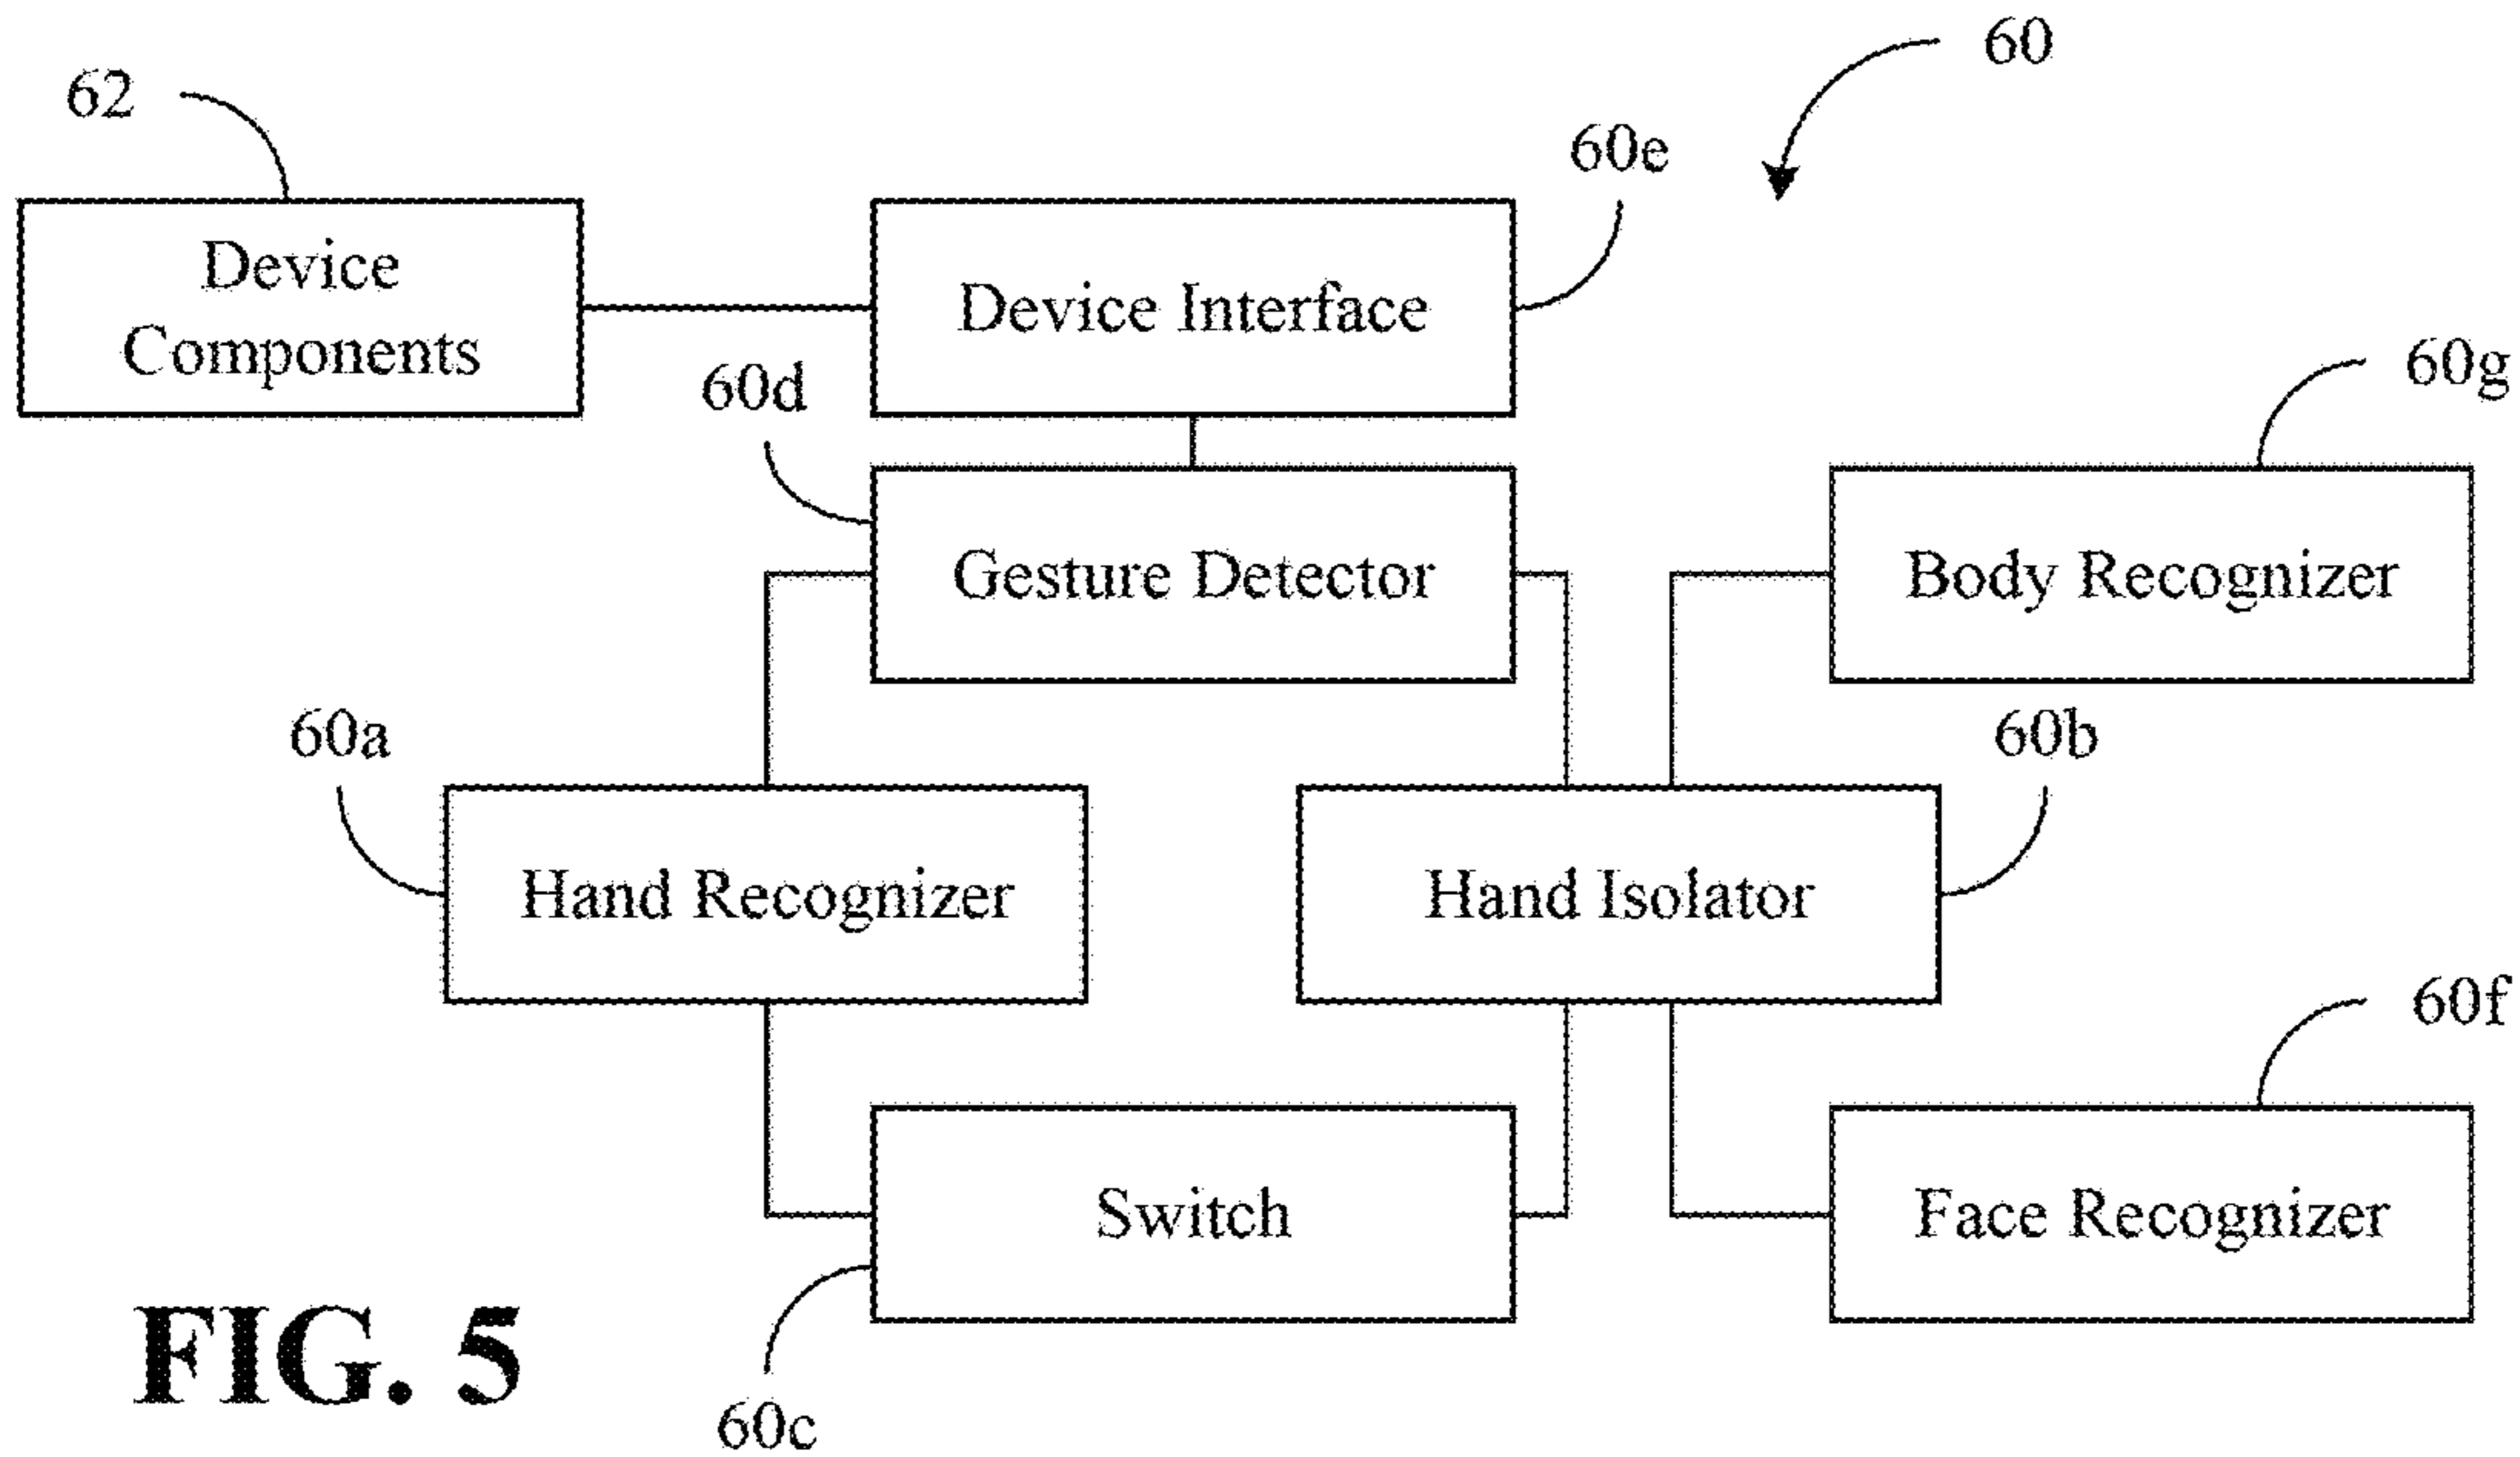 60
62
60e
Device
Components
Device Interface
60d
60g
Gesture Detector
Body Recognizer
60a
60b
Hand Recognizer
Hand Isolator
60f
Switch
Face Recognizer
FIG. 5
60c